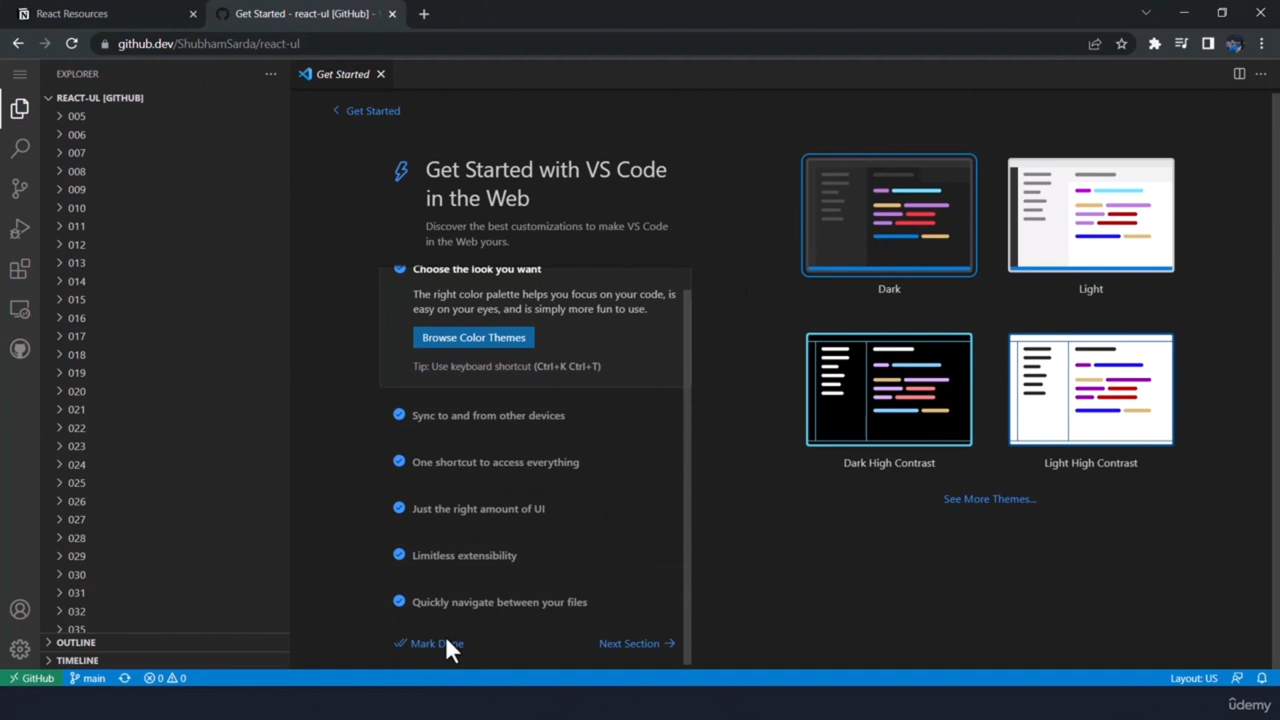 React Resources
Get Started - react-ul [GitHub] -
github.dev/ShubhamSarda/react-ul
EXPLORER
Get Started
REACT-UL [GITHUB]
005
006
007
008
009
010
011
012
013
014
015
016
017
018
019
020
021
022
023
024
025
026
027
028
029
030
031
032
035
OUTLINE
TIMELINE
Get Started
Get Started with VS Code
in the Web
Discover the best customizations to make VS Code
in the Web yours.
Choose the look you want
The right color palette helps you focus on your code, is
easy on your eyes, and is simply more fun to use.
Browse Color Themes
Tip: Use keyboard shortcut (Ctrl+K Ctrl+T)
Sync to and from other devices
One shortcut to access everything
Just the right amount of UI
Limitless extensibility
Quickly navigate between your files
Mark Done
Next Section
Dark
Light
Dark High Contrast
Light High Contrast
See More Themes...
GitHub
main
0
0
Layout: US
ûdemy